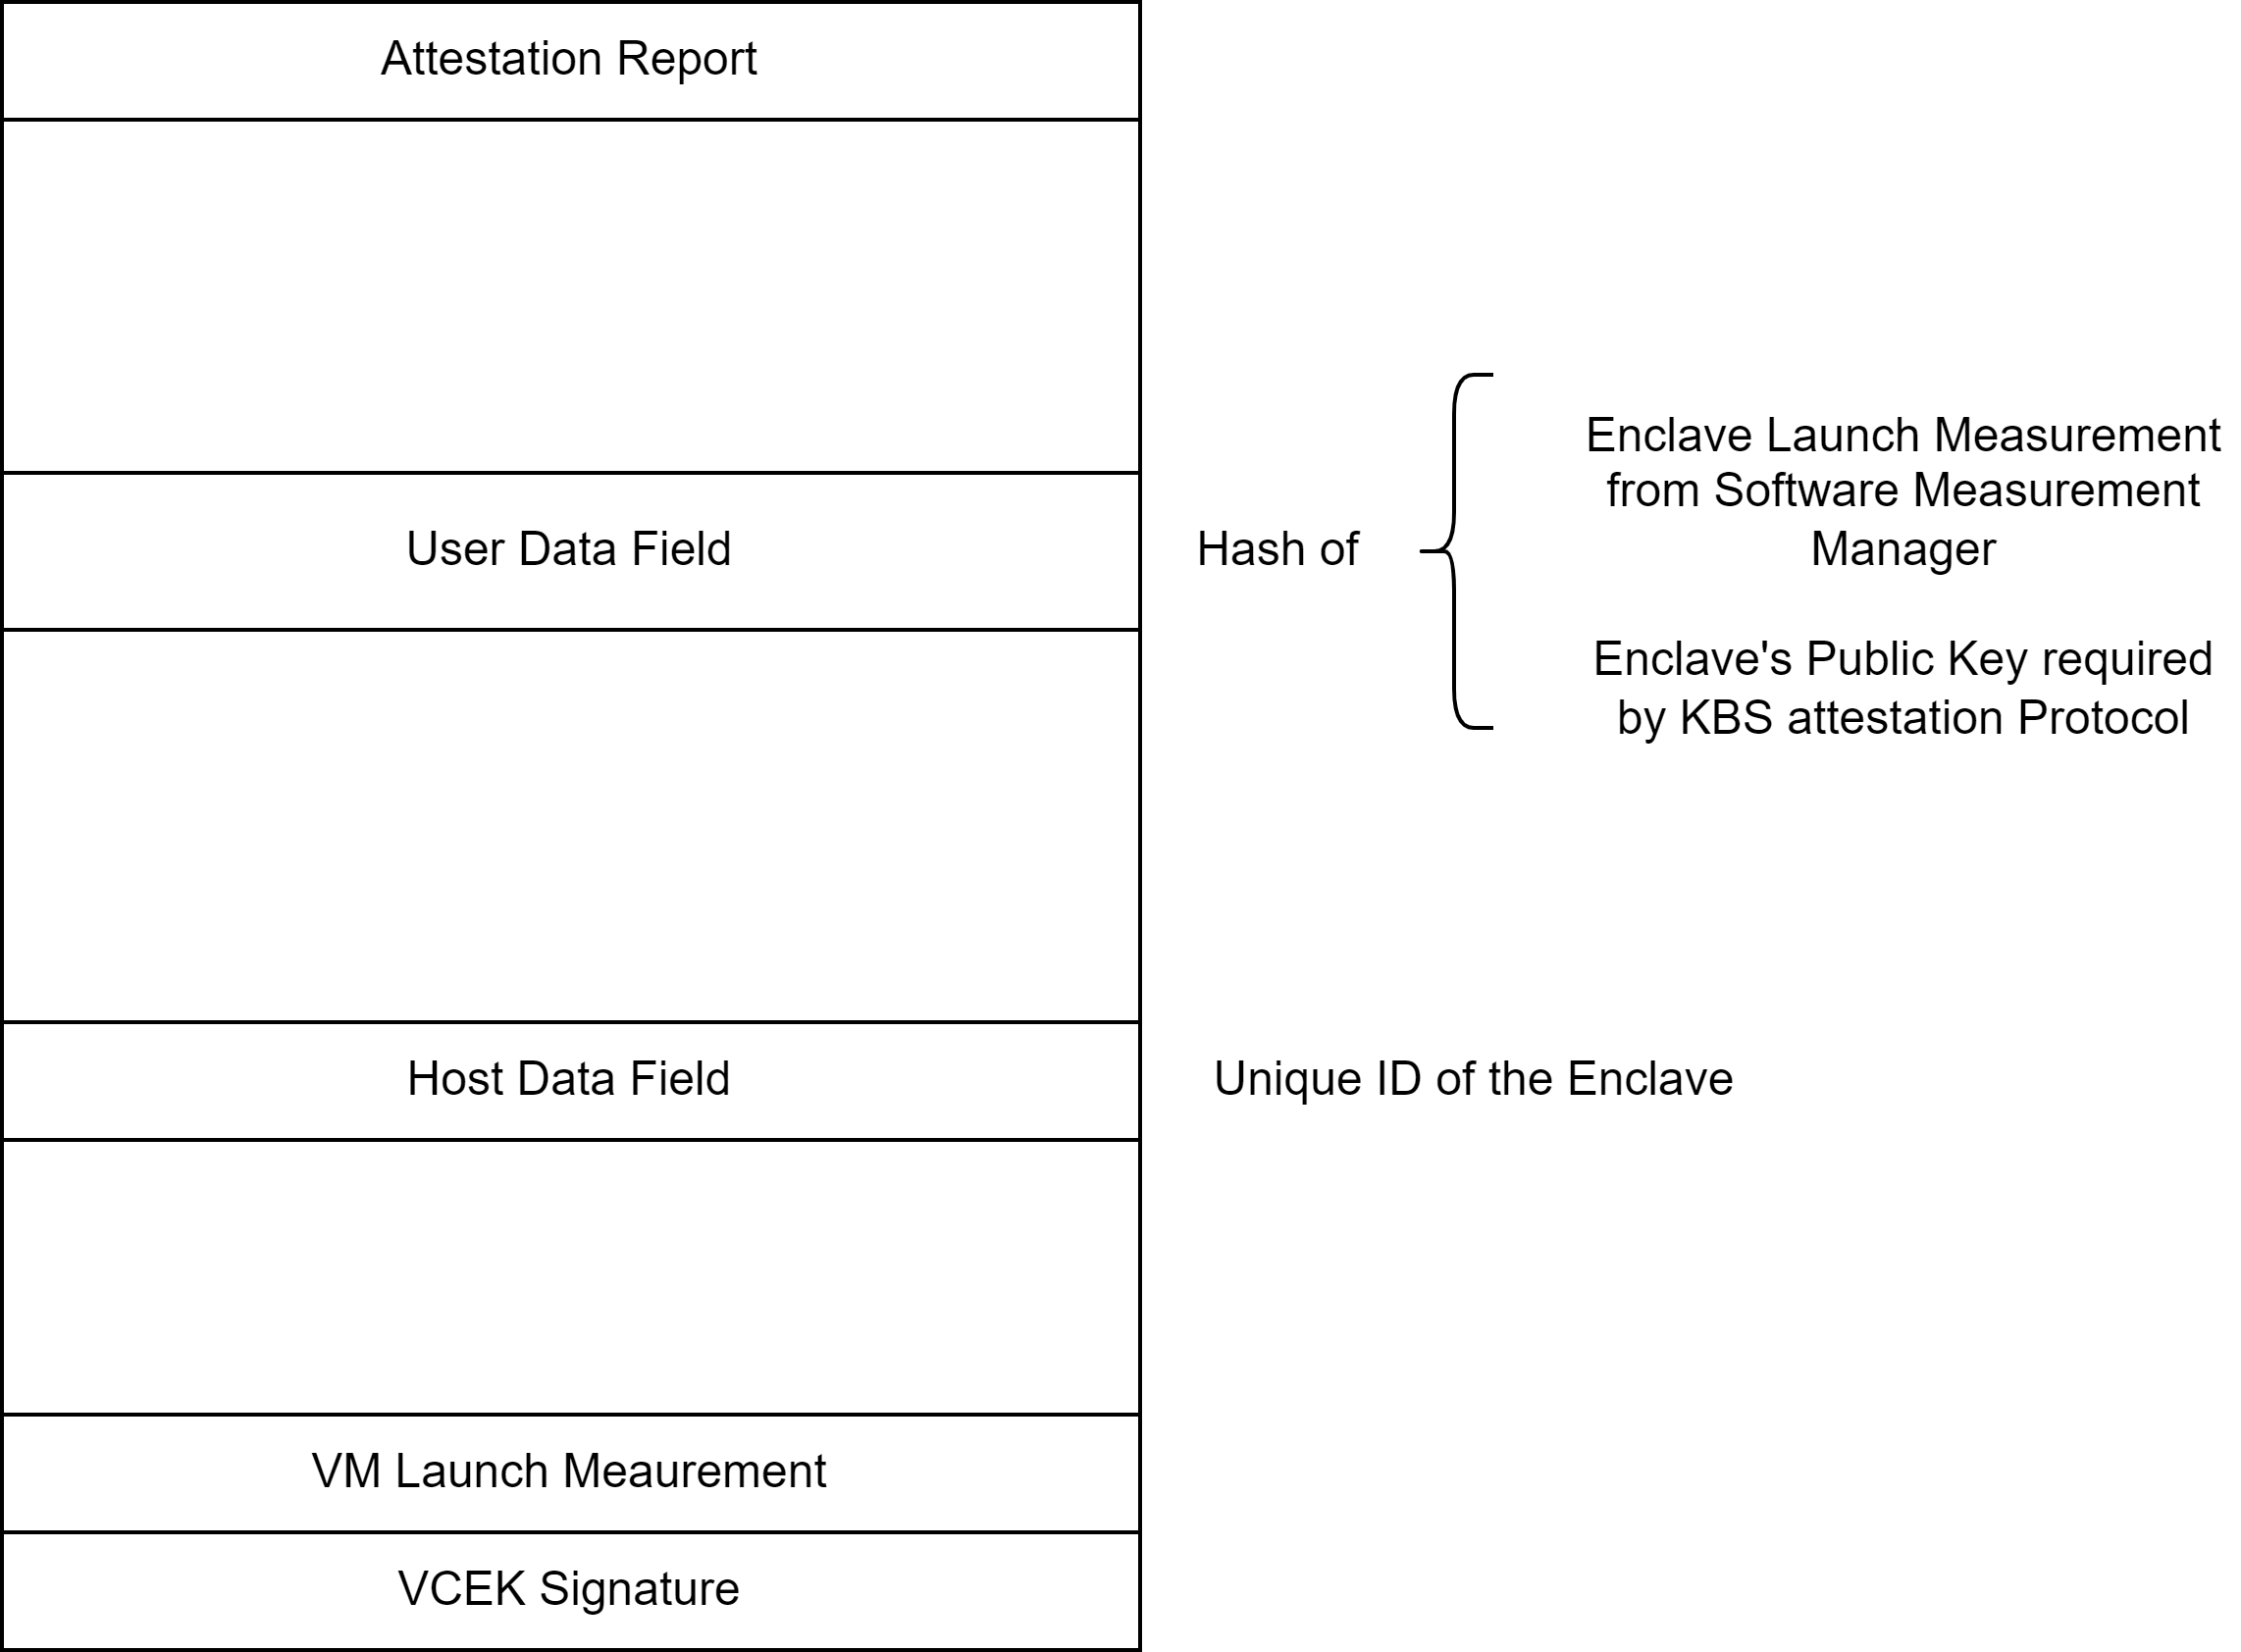 Attestation Report
User Data Field
Hash of
Enclave Launch Measurement
from Software Measurement
Manager
Enclave's Public Key required
by KBS attestation Protocol
Host Data Field
Unique ID of the Enclave
VM Launch Meaurement
VCEK Signature